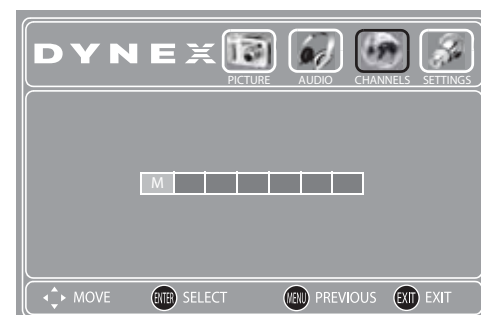 DYNEX
PICTURE AUDIO CHANNELS SETTINGS
M
MOVE ENTER SELECT MENU PREVIOUS EXIT EXIT